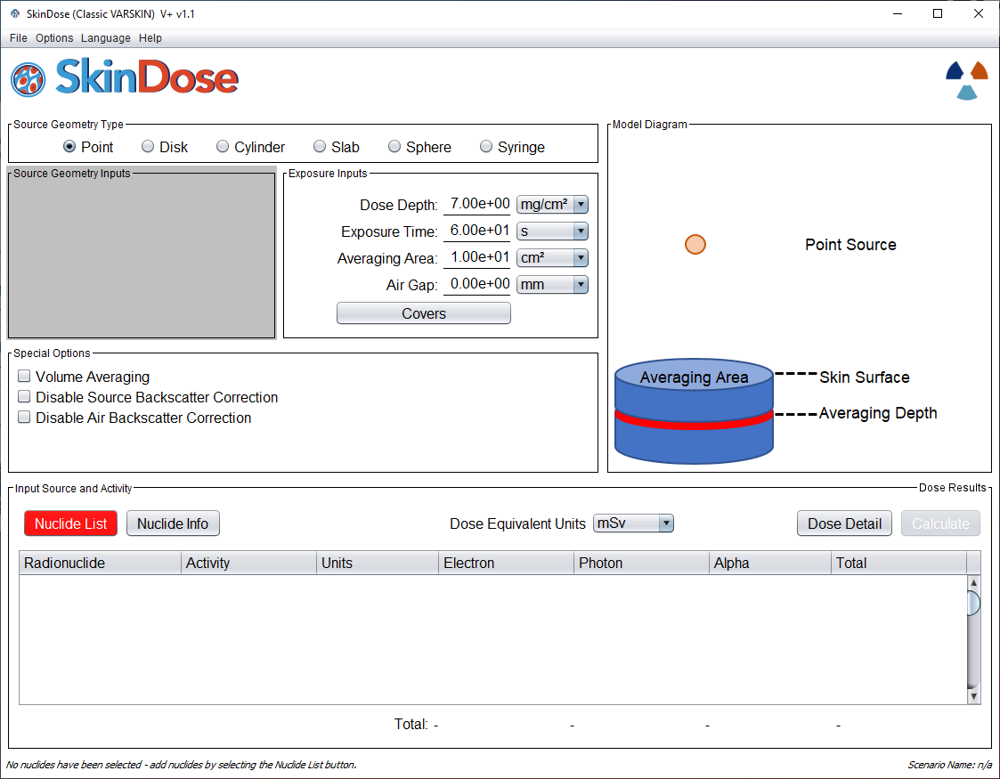 SkinDose (Classic VARSKIN) V+ v1.1
File Options Language Help
SkinDose
Source Geometry Type
Point Disk Cylinder Slab Sphere Syringe
Source Geometry Inputs
Exposure Inputs
Dose Depth: 7.00e+00 mg/cm²
Exposure Time: 6.00e+01 s
Averaging Area: 1.00e+01 cm²
Air Gap: 0.00e+00 mm
Covers
Special Options
Volume Averaging
Disable Source Backscatter Correction
Disable Air Backscatter Correction
Model Diagram
Point Source
Averaging Area
Skin Surface
Averaging Depth
Input Source and Activity
Dose Results
Nuclide List Nuclide Info Dose Equivalent Units mSv Dose Detail Calculate
Radionuclide Activity Units Electron Photon Alpha Total
Total: - - - -
No nuclides have been selected - add nuclides by selecting the Nuclide List button.
Scenario Name: n/a